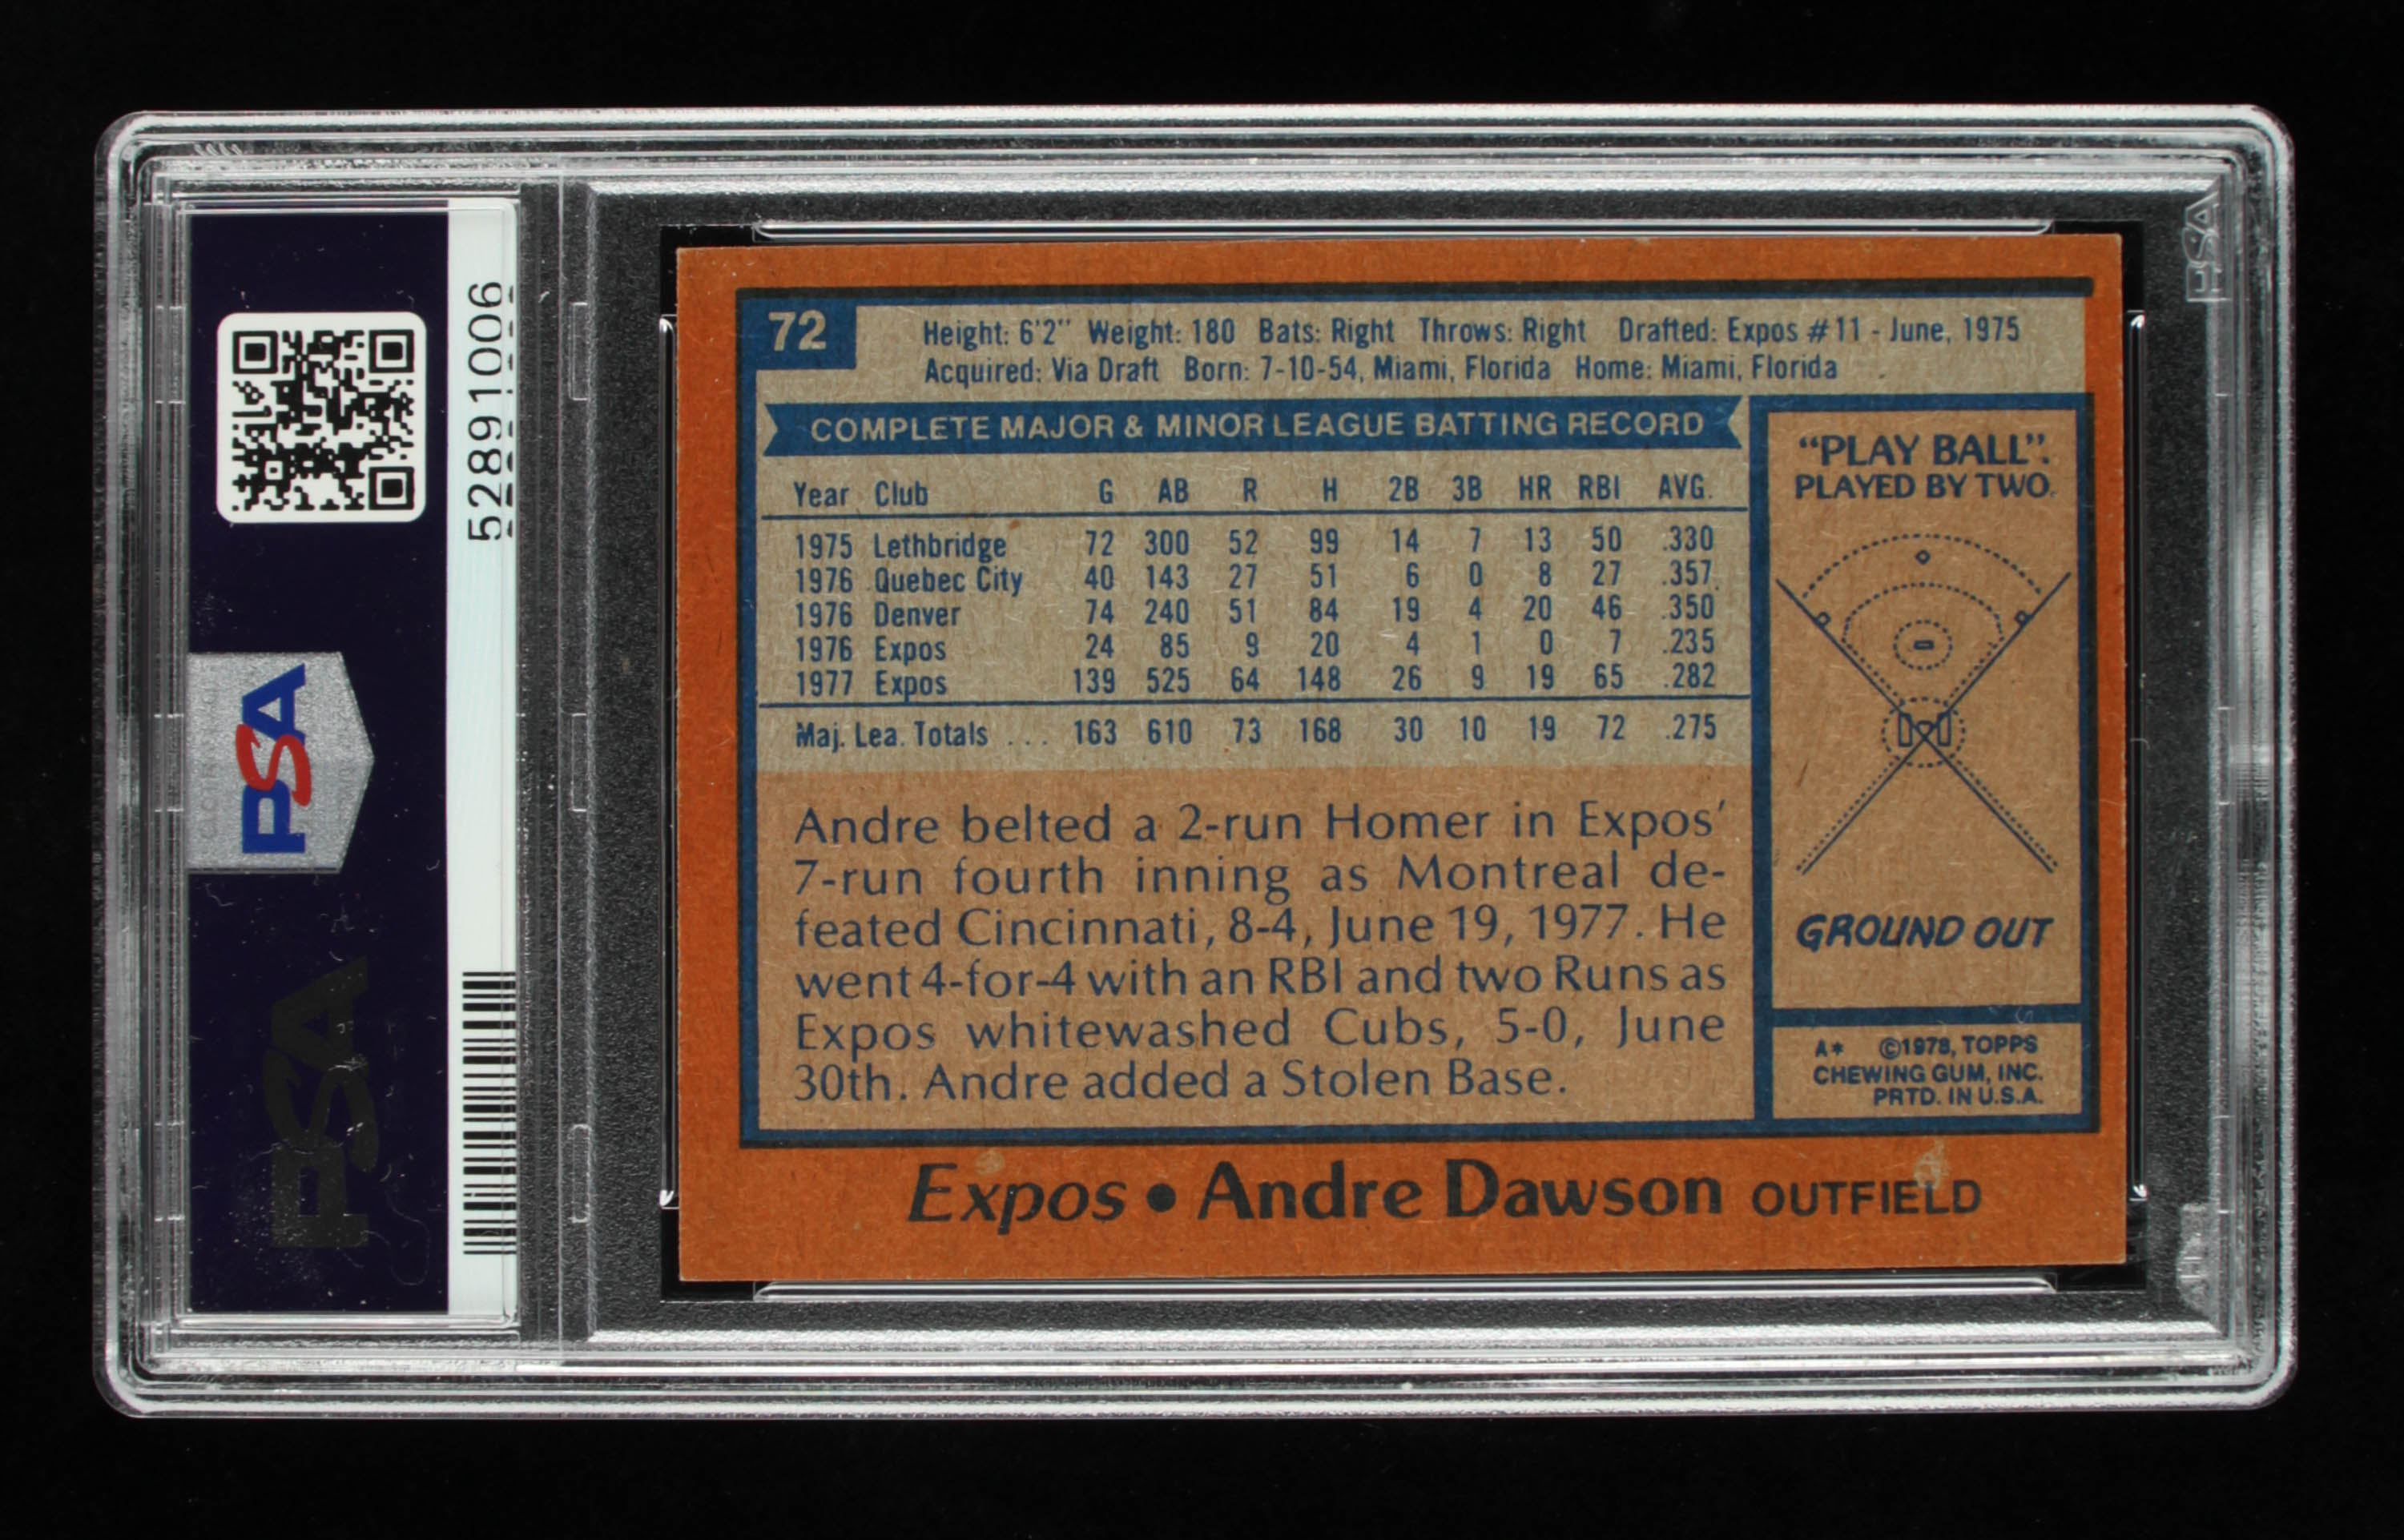 52891006
PSA
PSA
PSA
72
Height: 6'2" Weight: 180 Bats: Right Throws: Right Drafted: Expos #11 - June, 1975
Acquired: Via Draft Born: 7-10-54, Miami, Florida Home: Miami, Florida
COMPLETE MAJOR & MINOR LEAGUE BATTING RECORD
Year Club G AB R H 2B 3B HR RBI AVG.
1975 Lethbridge 72 300 52 99 14 7 13 50 .330
1976 Quebec City 40 143 27 51 6 0 8 27 .357
1976 Denver 74 240 51 84 19 4 20 46 .350
1976 Expos 24 85 9 20 4 1 0 7 .235
1977 Expos 139 525 64 148 26 9 19 65 .282
Maj. Lea. Totals ... 163 610 73 168 30 10 19 72 .275
Andre belted a 2-run Homer in Expos'
7-run fourth inning as Montreal de-
feated Cincinnati, 8-4, June 19, 1977. He
went 4-for-4 with an RBI and two Runs as
Expos whitewashed Cubs, 5-0, June
30th. Andre added a Stolen Base.
"PLAY BALL".
PLAYED BY TWO.
GROUND OUT
A* ©1978, TOPPS
CHEWING GUM, INC.
PRTD. IN U.S.A.
Expos • Andre Dawson OUTFIELD